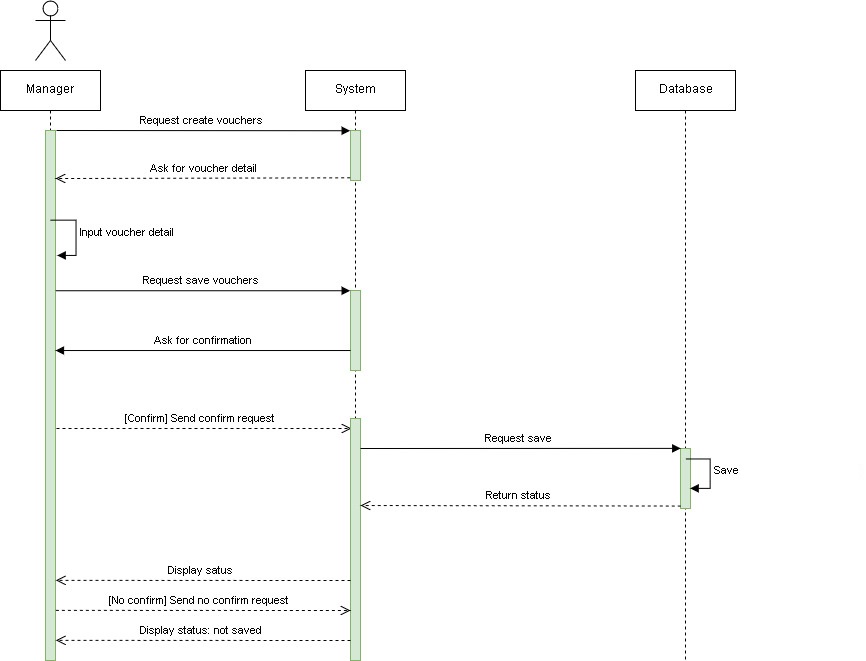 Manager
System
Database
Request create vouchers
Ask for voucher detail
Input voucher detail
Request save vouchers
Ask for confirmation
[Confirm] Send confirm request
Request save
Save
Return status
Display satus
[No confirm] Send no confirm request
Display status: not saved